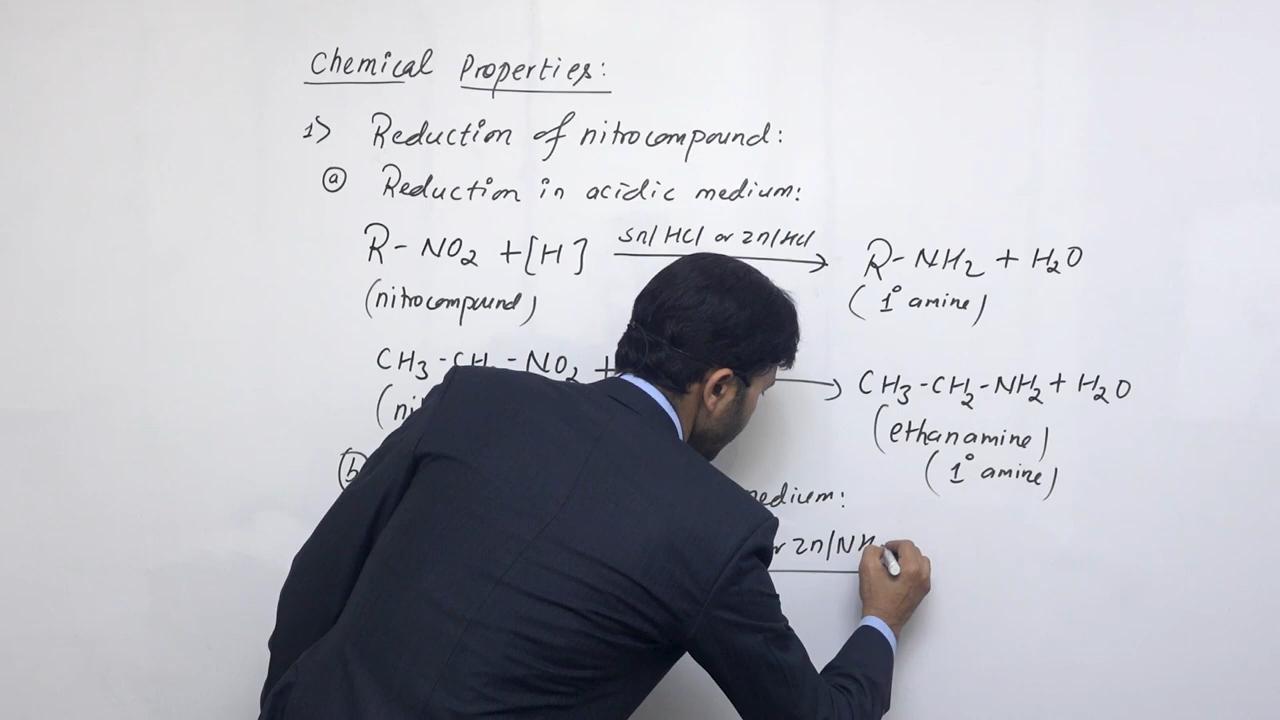 Chemical Properties:
1> Reduction of nitrocompound:
(a) Reduction in acidic medium:
R-NO2 + [H] Sn/HCl or Zn/HCl → R-NH2 + H2O
(nitrocompound) (1° amine)
CH3-CH2-NO2 + → CH3-CH2-NH2 + H2O
(ethanamine)
(1° amine)
(b) medium:
Zn/NH